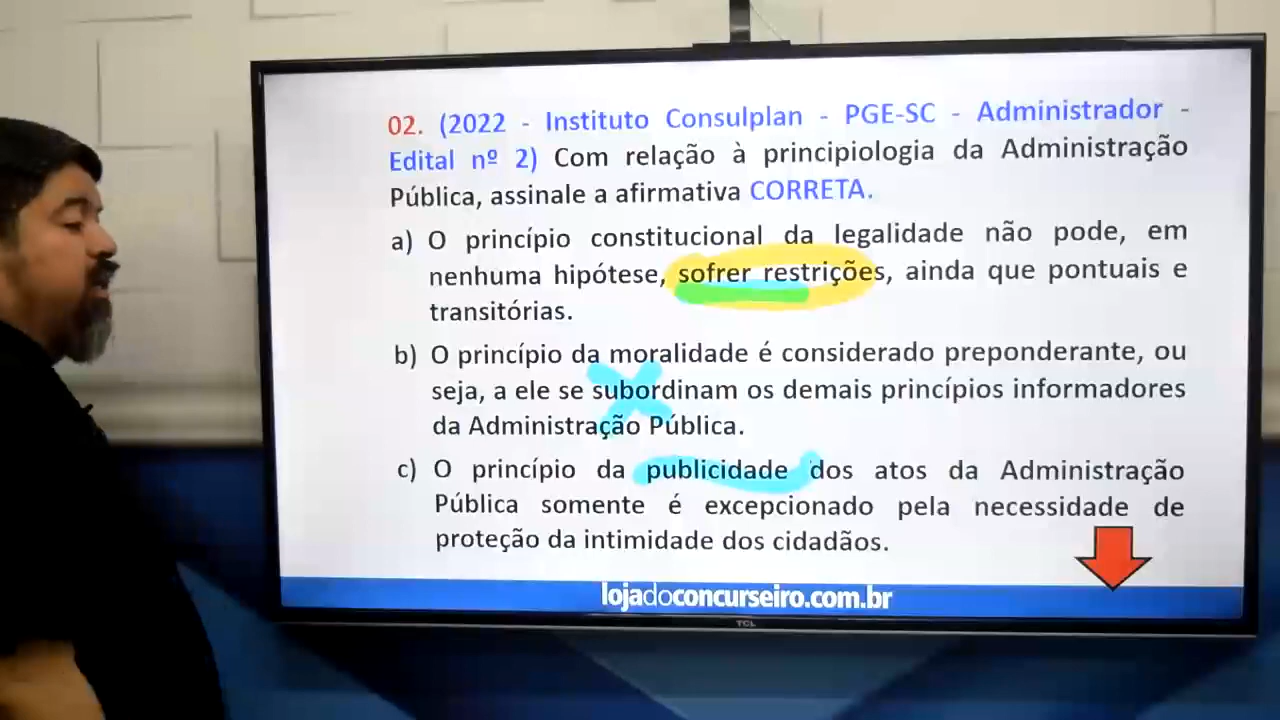 02. (2022 - Instituto Consulplan - PGE-SC - Administrador -
Edital nº 2) Com relação à principiologia da Administração
Pública, assinale a afirmativa CORRETA.
a) O princípio constitucional da legalidade não pode, em
nenhuma hipótese, sofrer restrições, ainda que pontuais e
transitórias.
b) O princípio da moralidade é considerado preponderante, ou
seja, a ele se subordinam os demais princípios informadores
da Administração Pública.
c) O princípio da publicidade dos atos da Administração
Pública somente é excepcionado pela necessidade de
proteção da intimidade dos cidadãos.
lojadoconcurseiro.com.br
TCL